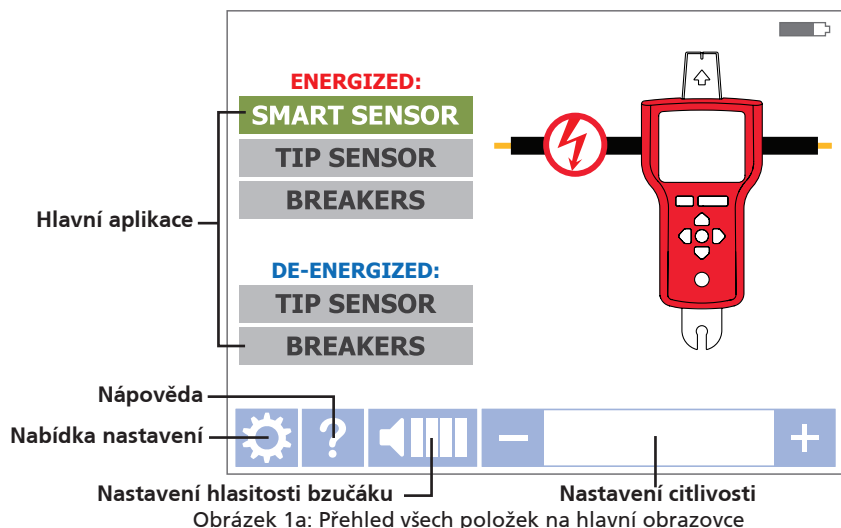 ENERGIZED:
SMART SENSOR
TIP SENSOR
BREAKERS
Hlavní aplikace
DE-ENERGIZED:
TIP SENSOR
BREAKERS
Nápověda
Nabídka nastavení
?
Nastavení hlasitosti bzučáku
Nastavení citlivosti
Obrázek 1a: Přehled všech položek na hlavní obrazovce